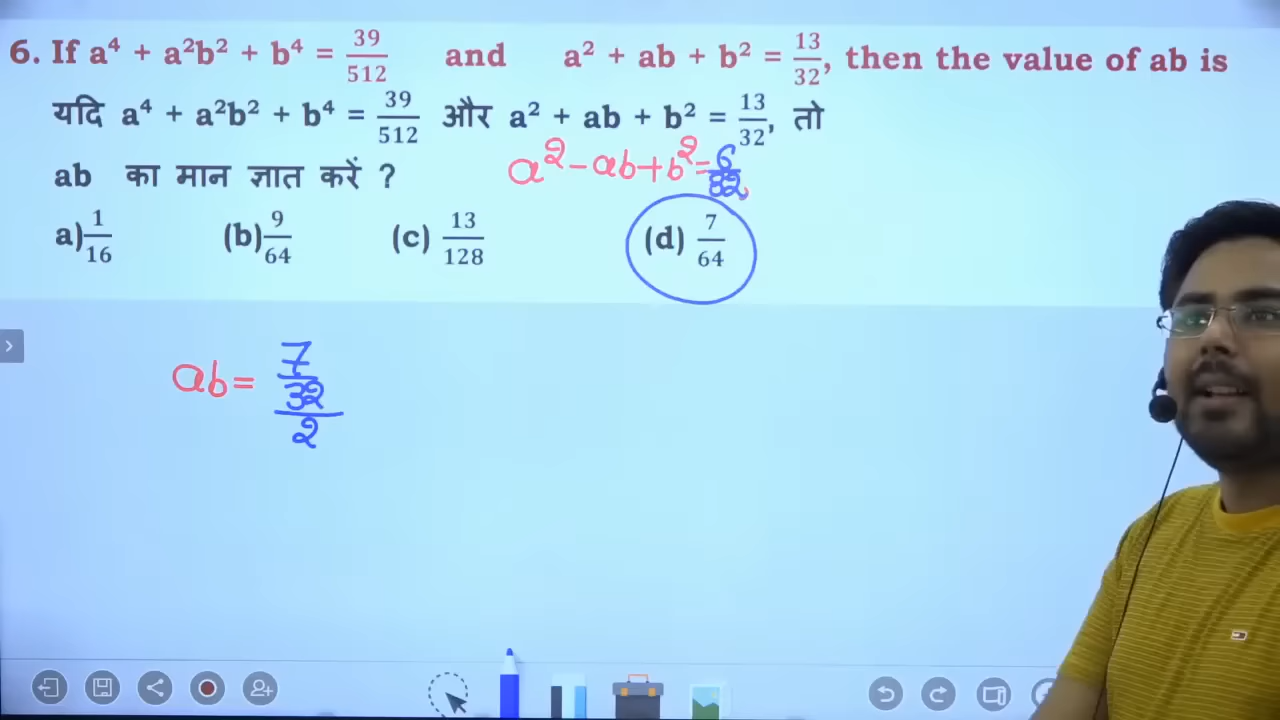 6. If a⁴ + a²b² + b⁴ = 39/512 and a² + ab + b² = 13/32, then the value of ab is
यदि a⁴ + a²b² + b⁴ = 39/512 और a² + ab + b² = 13/32, तो
a² - ab + b² = 6/32,
ab का मान ज्ञात करें ?
a) 1/16 (b) 9/64 (c) 13/128 (d) 7/64
ab = 7/32/2